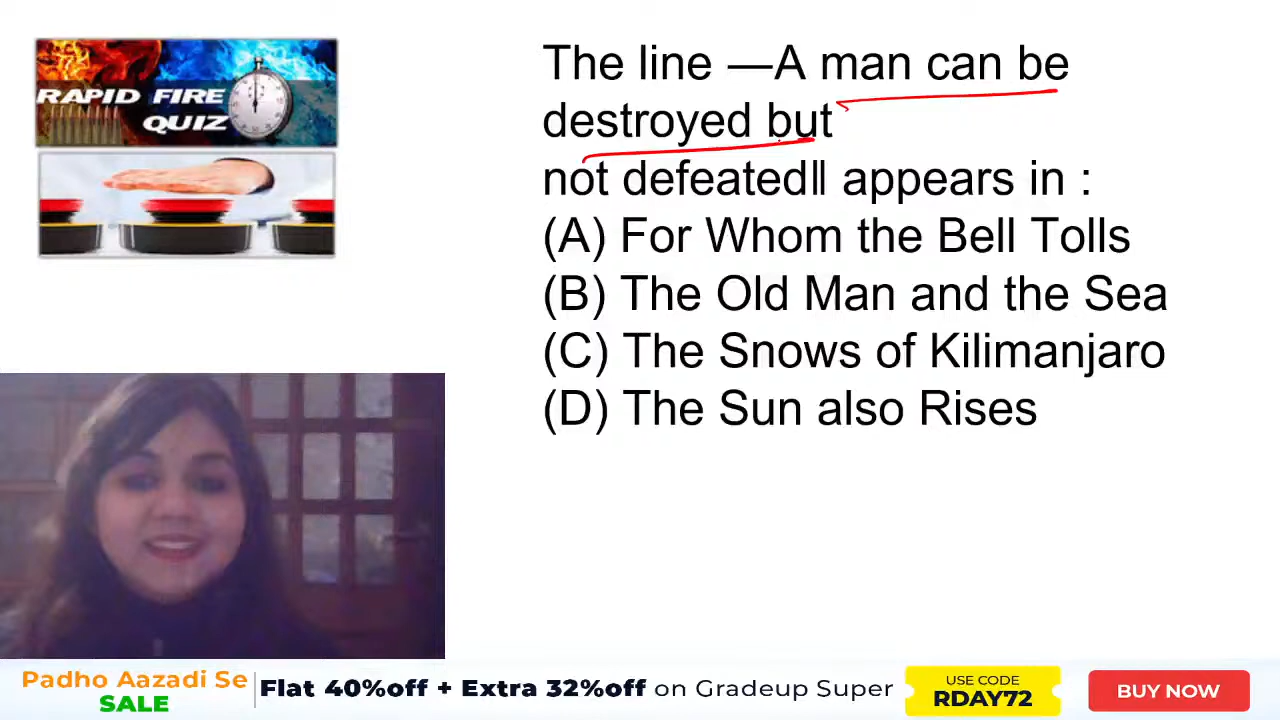 RAPID FIRE
QUIZ
The line —A man can be
destroyed but
not defeated‖ appears in :
(A) For Whom the Bell Tolls
(B) The Old Man and the Sea
(C) The Snows of Kilimanjaro
(D) The Sun also Rises
Padho Aazadi Se
SALE
Flat 40%off + Extra 32%off on Gradeup Super
USE CODE
RDAY72
BUY NOW